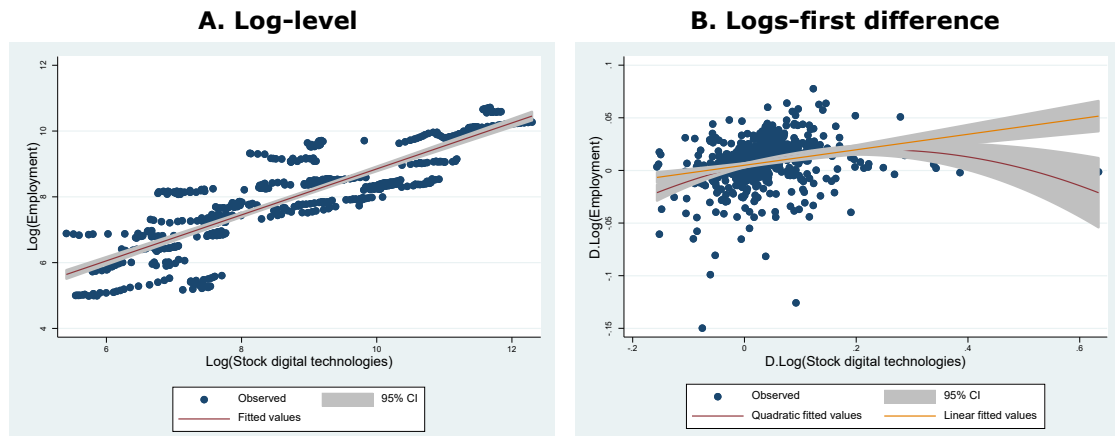 A. Log-level
12
10
8
6
4
Log(Employment)
6
8
10
12
Log(Stock digital technologies)
Observed
95% CI
Fitted values
B. Logs-first difference
.1
.05
0
-.05
-.1
-.15
D.Log(Employment)
-.2
0
.2
.4
.6
D.Log(Stock digital technologies)
Observed
95% CI
Quadratic fitted values
Linear fitted values